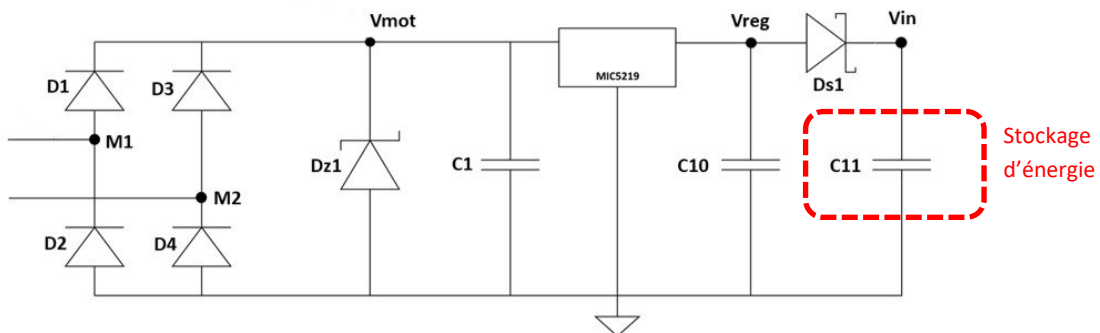 Vmot
Vreg
Vin
D1
D3
MIC5219
Ds1
M1
Dz1
C1
C10
C11
Stockage
d’énergie
M2
D2
D4